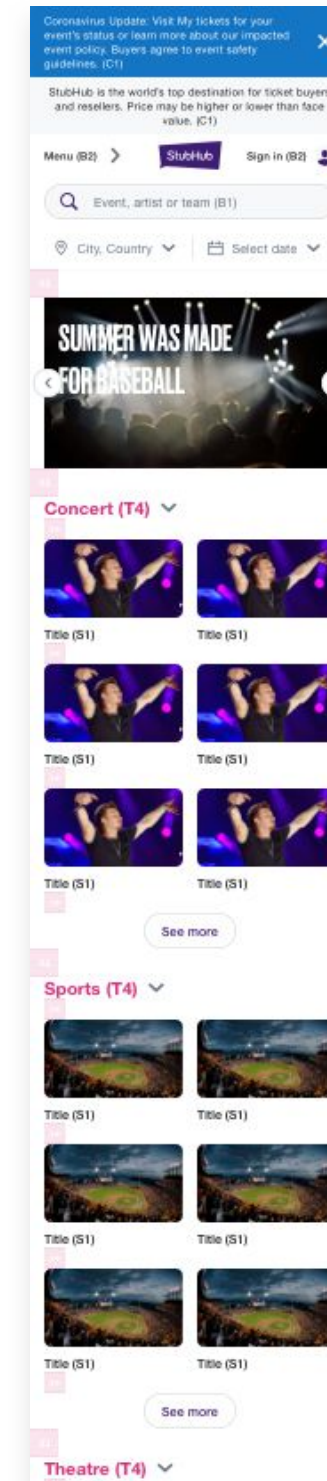 Coronavirus Update: Visit My tickets for your
event's status or learn more about our impacted
event policy. Buyers agree to event safety
guidelines. (C1)
StubHub is the world's top destination for ticket buyers
and resellers. Price may be higher or lower than face
value. (C1)
Menu (B2) StubHub Sign in (B2)
Event, artist or team (B1)
City, Country Select date
SUMMER WAS MADE
FOR BASEBALL
Concert (T4)
Title (S1) Title (S1)
Title (S1) Title (S1)
Title (S1) Title (S1)
See more
Sports (T4)
Title (S1) Title (S1)
Title (S1) Title (S1)
Title (S1) Title (S1)
See more
Theatre (T4)